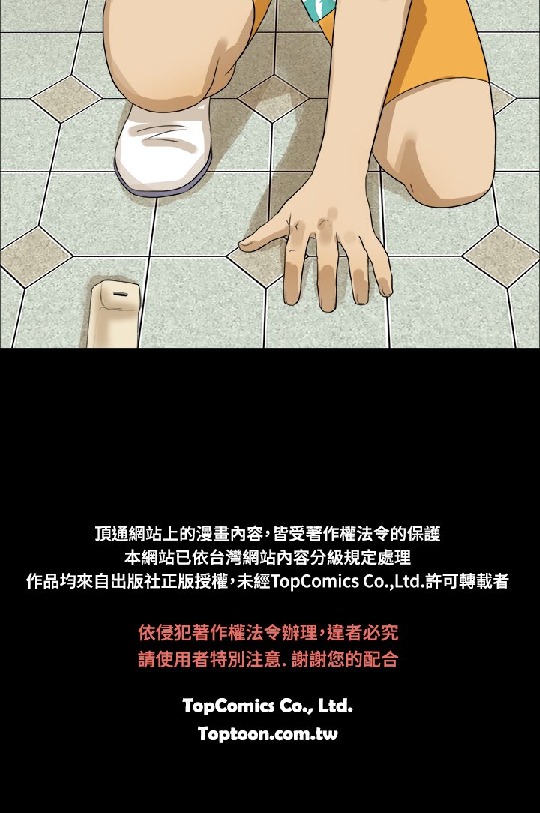 頂通網站上的漫畫內容,皆受著作權法令的保護
本網站已依台灣網站內容分級規定處理
作品均來自出版社正版授權,未經TopComics Co.,Ltd.許可轉載者
依侵犯著作權法令辦理,違者必究
請使用者特別注意. 謝謝您的配合
TopComics Co., Ltd.
Toptoon.com.tw